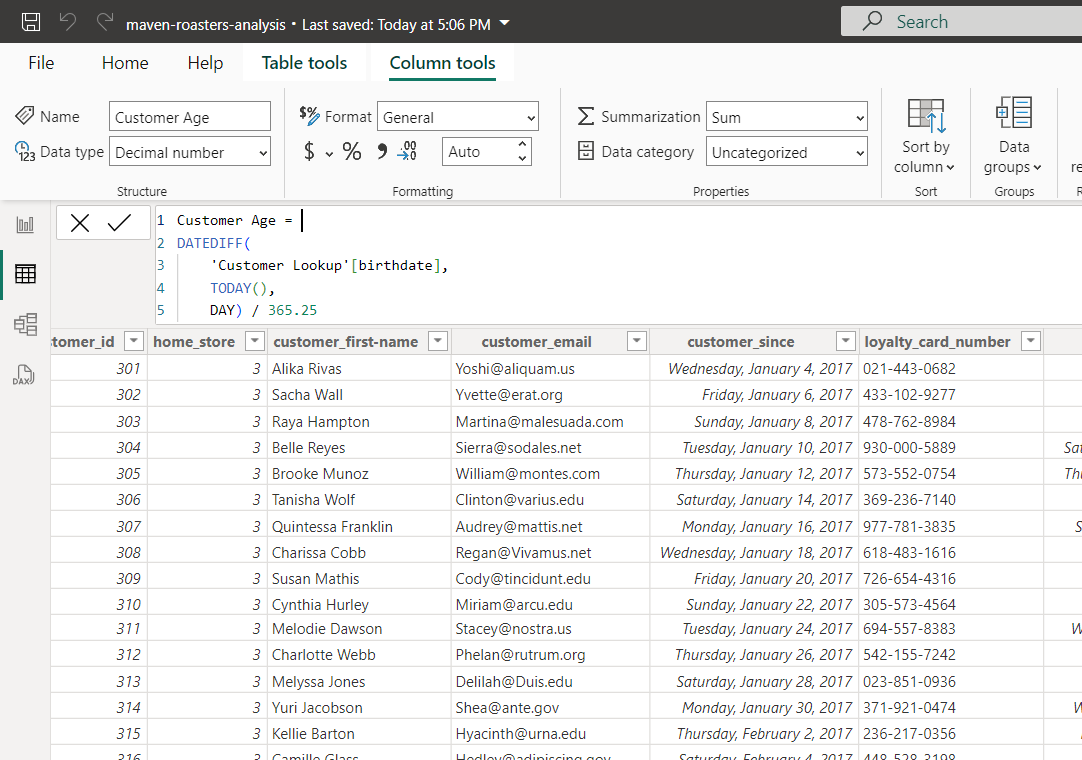 maven-roasters-analysis • Last saved: Today at 5:06 PM
Search
File Home Help Table tools Column tools
Name Customer Age
Data type Decimal number
Structure
Format General
$ % 9 .00 Auto
Formatting
Summarization Sum
Data category Uncategorized
Properties
Sort by
column
Sort
Data
groups
Groups
re
1 Customer Age =
2 DATEDIFF(
3 'Customer Lookup'[birthdate],
4 TODAY(),
5 DAY) / 365.25
DAX
tomer_id home_store customer_first-name customer_email customer_since loyalty_card_number
301 3 Alika Rivas Yoshi@aliquam.us Wednesday, January 4, 2017 021-443-0682
302 3 Sacha Wall Yvette@erat.org Friday, January 6, 2017 433-102-9277
303 3 Raya Hampton Martina@malesuada.com Sunday, January 8, 2017 478-762-8984
304 3 Belle Reyes Sierra@sodales.net Tuesday, January 10, 2017 930-000-5889 Sat
305 3 Brooke Munoz William@montes.com Thursday, January 12, 2017 573-552-0754 Thu
306 3 Tanisha Wolf Clinton@varius.edu Saturday, January 14, 2017 369-236-7140
307 3 Quintessa Franklin Audrey@mattis.net Monday, January 16, 2017 977-781-3835 S
308 3 Charissa Cobb Regan@Vivamus.net Wednesday, January 18, 2017 618-483-1616
309 3 Susan Mathis Cody@tincidunt.edu Friday, January 20, 2017 726-654-4316
310 3 Cynthia Hurley Miriam@arcu.edu Sunday, January 22, 2017 305-573-4564
311 3 Melodie Dawson Stacey@nostra.us Tuesday, January 24, 2017 694-557-8383 W
312 3 Charlotte Webb Phelan@rutrum.org Thursday, January 26, 2017 542-155-7242
313 3 Melyssa Jones Delilah@Duis.edu Saturday, January 28, 2017 023-851-0936
314 3 Yuri Jacobson Shea@ante.gov Monday, January 30, 2017 371-921-0474 W
315 3 Kellie Barton Hyacinth@urna.edu Thursday, February 2, 2017 236-217-0356
316 3 Camille Glass Hedley@adipiscing.gov Saturday, February 4, 2017 448-528-3198